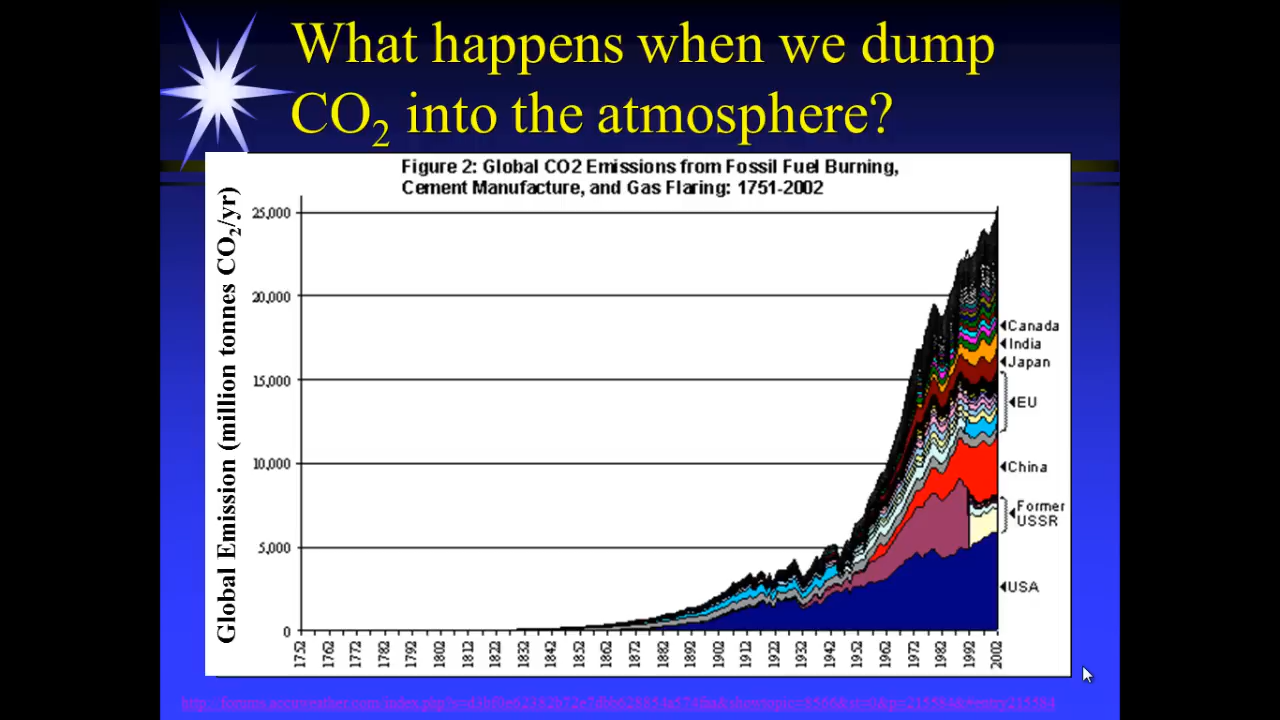 What happens when we dump
CO₂ into the atmosphere?
Figure 2: Global CO2 Emissions from Fossil Fuel Burning,
Cement Manufacture, and Gas Flaring: 1751-2002
Global Emission (million tonnes CO₂/yr)
25,000
20,000
15,000
10,000
5,000
0
Canada
India
Japan
EU
China
Former
USSR
USA
1752 1762 1772 1782 1792 1802 1812 1822 1832 1842 1852 1862 1872 1882 1892 1902 1912 1922 1932 1942 1952 1962 1972 1982 1992 2002